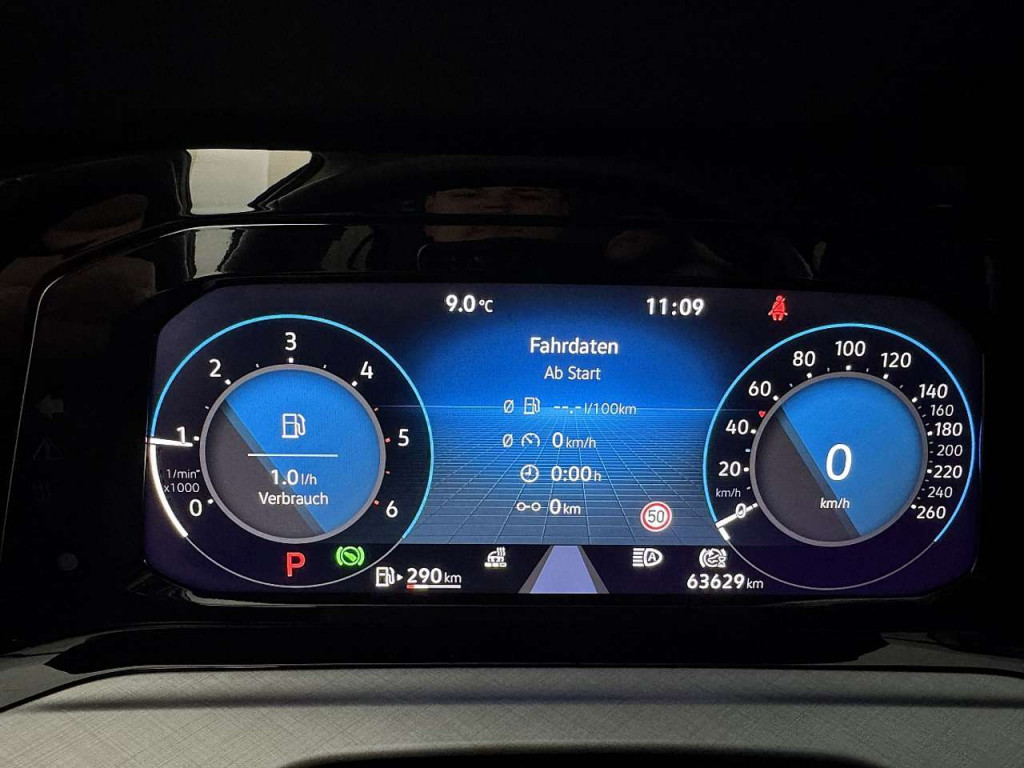 9.0 °C
11:09
0
1
2
3
4
5
6
1/min
x1000
1.0 l/h
Verbrauch
Fahrdaten
Ab Start
Ø --.- l/100km
Ø 0 km/h
0:00 h
0 km
50
0
20
40
60
80
100
120
140
160
180
200
220
240
260
km/h
0
km/h
P
290 km
A
63629 km